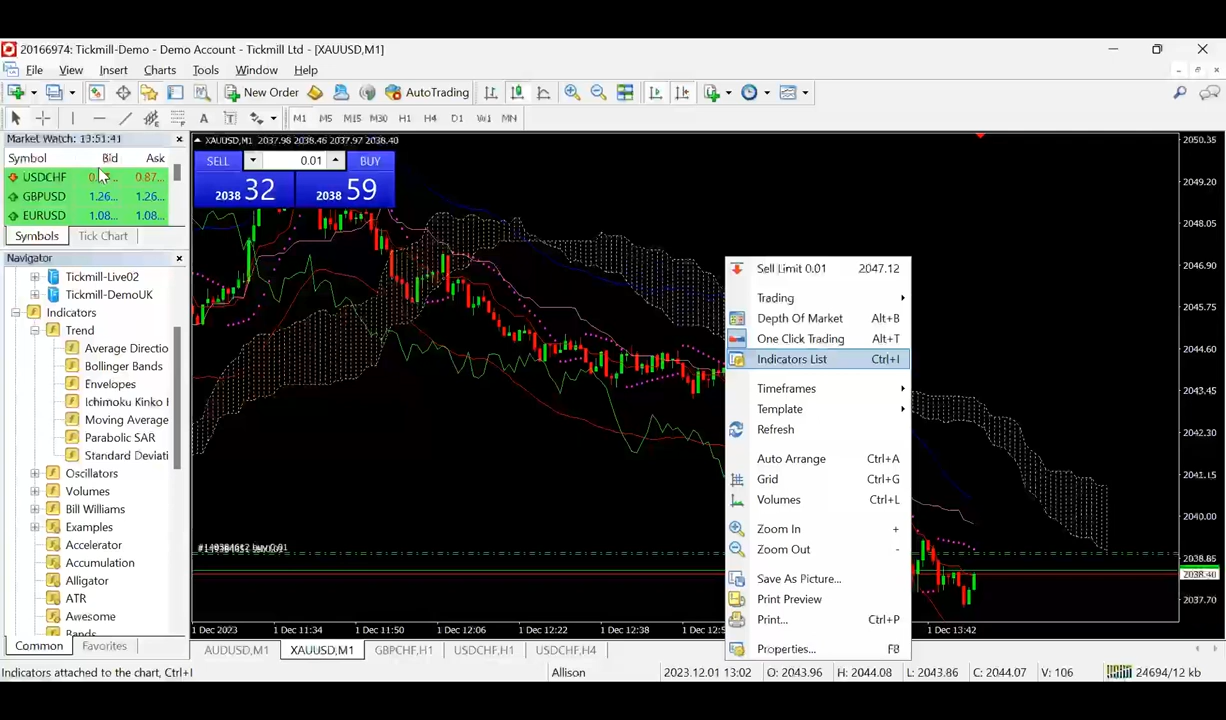 20166974: Tickmill-Demo - Demo Account - Tickmill Ltd - [XAUUSD,M1]
File View Insert Charts Tools Window Help
New Order AutoTrading
A T M1 M5 M15 M30 H1 H4 D1 W1 MN
Market Watch: 13:51:41
Symbol Bid Ask
USDCHF 0.87...
GBPUSD 1.26... 1.26...
EURUSD 1.08... 1.08...
Symbols Tick Chart
Navigator
Tickmill-Live02
Tickmill-DemoUK
Indicators
Trend
Average Directio
Bollinger Bands
Envelopes
Ichimoku Kinko H
Moving Average
Parabolic SAR
Standard Deviati
Oscillators
Volumes
Bill Williams
Examples
Accelerator
Accumulation
Alligator
ATR
Awesome
Bands
Common Favorites
XAUUSD,M1 2037.98 2038.46 2037.97 2038.40
SELL 0.01 BUY
2038 32 2038 59
Sell Limit 0.01 2047.12
Trading
Depth Of Market Alt+B
One Click Trading Alt+T
Indicators List Ctrl+I
Timeframes
Template
Refresh
Auto Arrange Ctrl+A
Grid Ctrl+G
Volumes Ctrl+L
Zoom In +
Zoom Out -
Save As Picture...
Print Preview
Print... Ctrl+P
Properties... F8
2050.35
2049.20
2048.05
2046.90
2045.75
2044.60
2043.45
2042.30
2041.15
2040.00
2038.85
2038.40
2037.70
1 Dec 2023 1 Dec 11:34 1 Dec 11:50 1 Dec 12:06 1 Dec 12:22 1 Dec 12:38 1 Dec 13:42
AUDUSD,M1 XAUUSD,M1 GBPCHF,H1 USDCHF,H1 USDCHF,H4
Indicators attached to the chart, Ctrl+I Allison 2023.12.01 13:02 O: 2043.96 H: 2044.08 L: 2043.86 C: 2044.07 V: 106 24694/12 kb